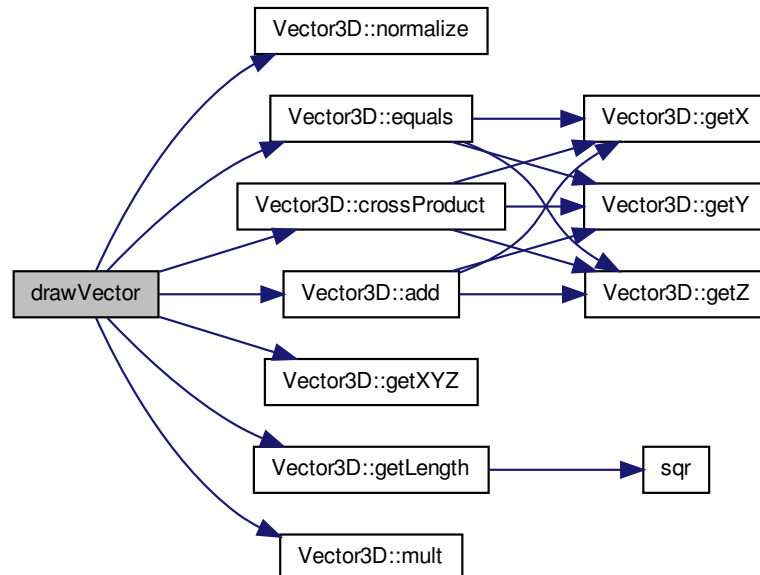 Vector3D::normalize
Vector3D::equals
Vector3D::getX
Vector3D::crossProduct
Vector3D::getY
drawVector
Vector3D::add
Vector3D::getZ
Vector3D::getXYZ
Vector3D::getLength
sqr
Vector3D::mult